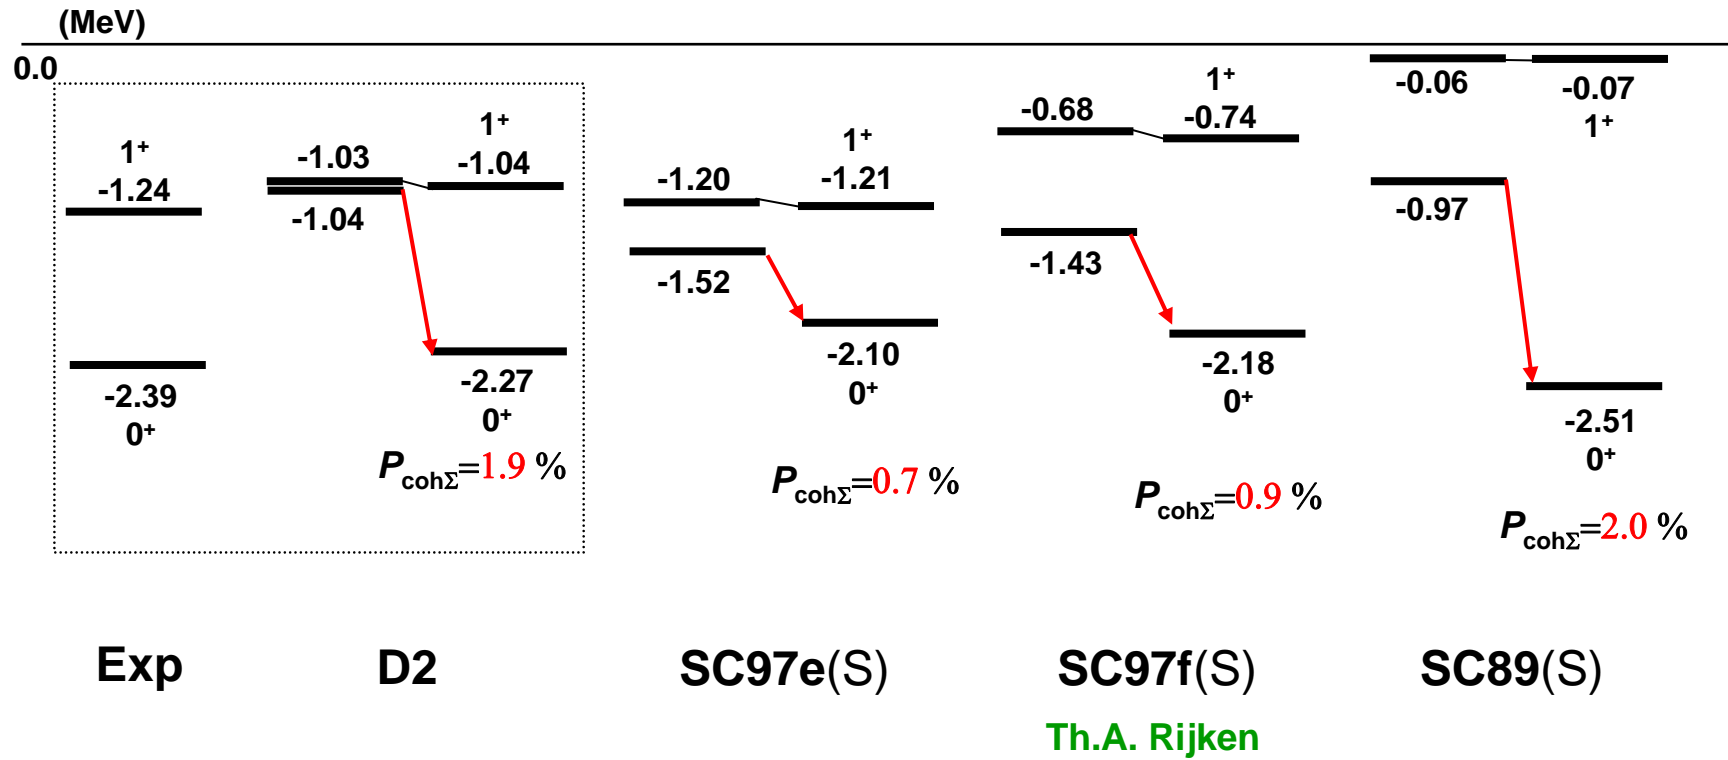 (MeV)
0.0
1⁺
-1.24
-2.39
0⁺
-1.03
-1.04
1⁺
-1.04
-2.27
0⁺
P_cohΣ=1.9 %
-1.20
-1.52
1⁺
-1.21
-2.10
0⁺
P_cohΣ=0.7 %
-0.68
-1.43
1⁺
-0.74
-2.18
0⁺
P_cohΣ=0.9 %
-0.06
-0.97
-0.07
1⁺
-2.51
0⁺
P_cohΣ=2.0 %
Exp
D2
SC97e(S)
SC97f(S)
SC89(S)
Th.A. Rijken